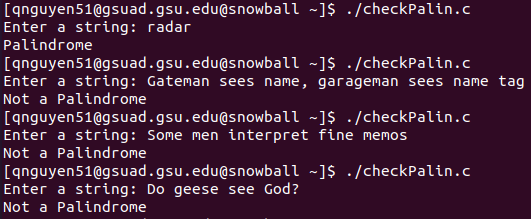 [qnguyen51@gsuad.gsu.edu@snowball ~]$ ./checkPalin.c
Enter a string: radar
Palindrome
[qnguyen51@gsuad.gsu.edu@snowball ~]$ ./checkPalin.c
Enter a string: Gateman sees name, garageman sees name tag
Not a Palindrome
[qnguyen51@gsuad.gsu.edu@snowball ~]$ ./checkPalin.c
Enter a string: Some men interpret fine memos
Not a Palindrome
[qnguyen51@gsuad.gsu.edu@snowball ~]$ ./checkPalin.c
Enter a string: Do geese see God?
Not a Palindrome